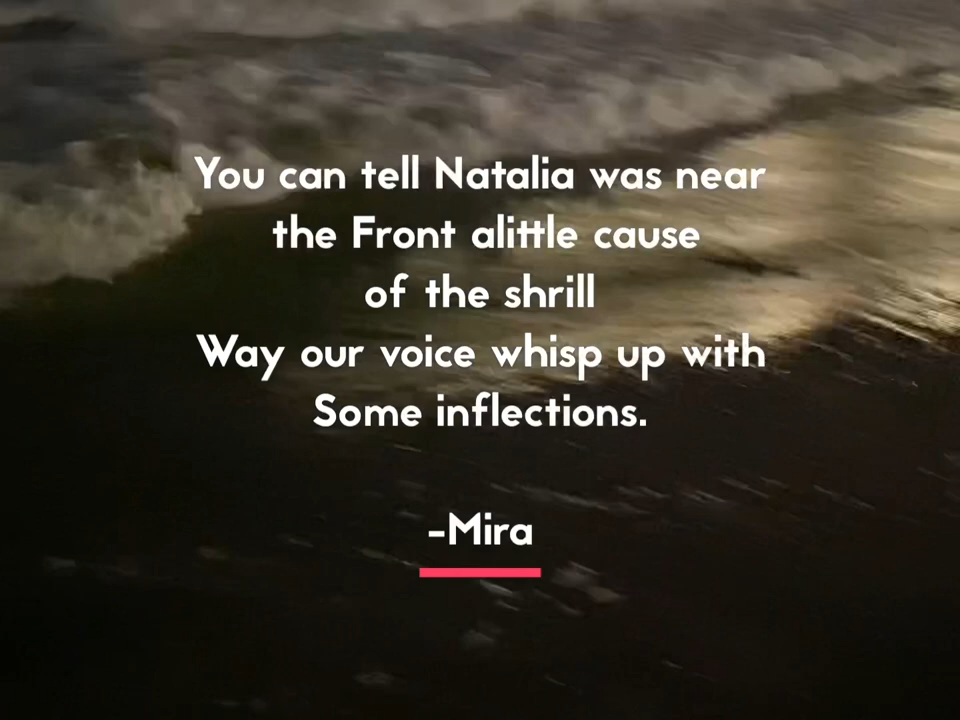 You can tell Natalia was near
the Front alittle cause
of the shrill
Way our voice whisp up with
Some inflections.
-Mira